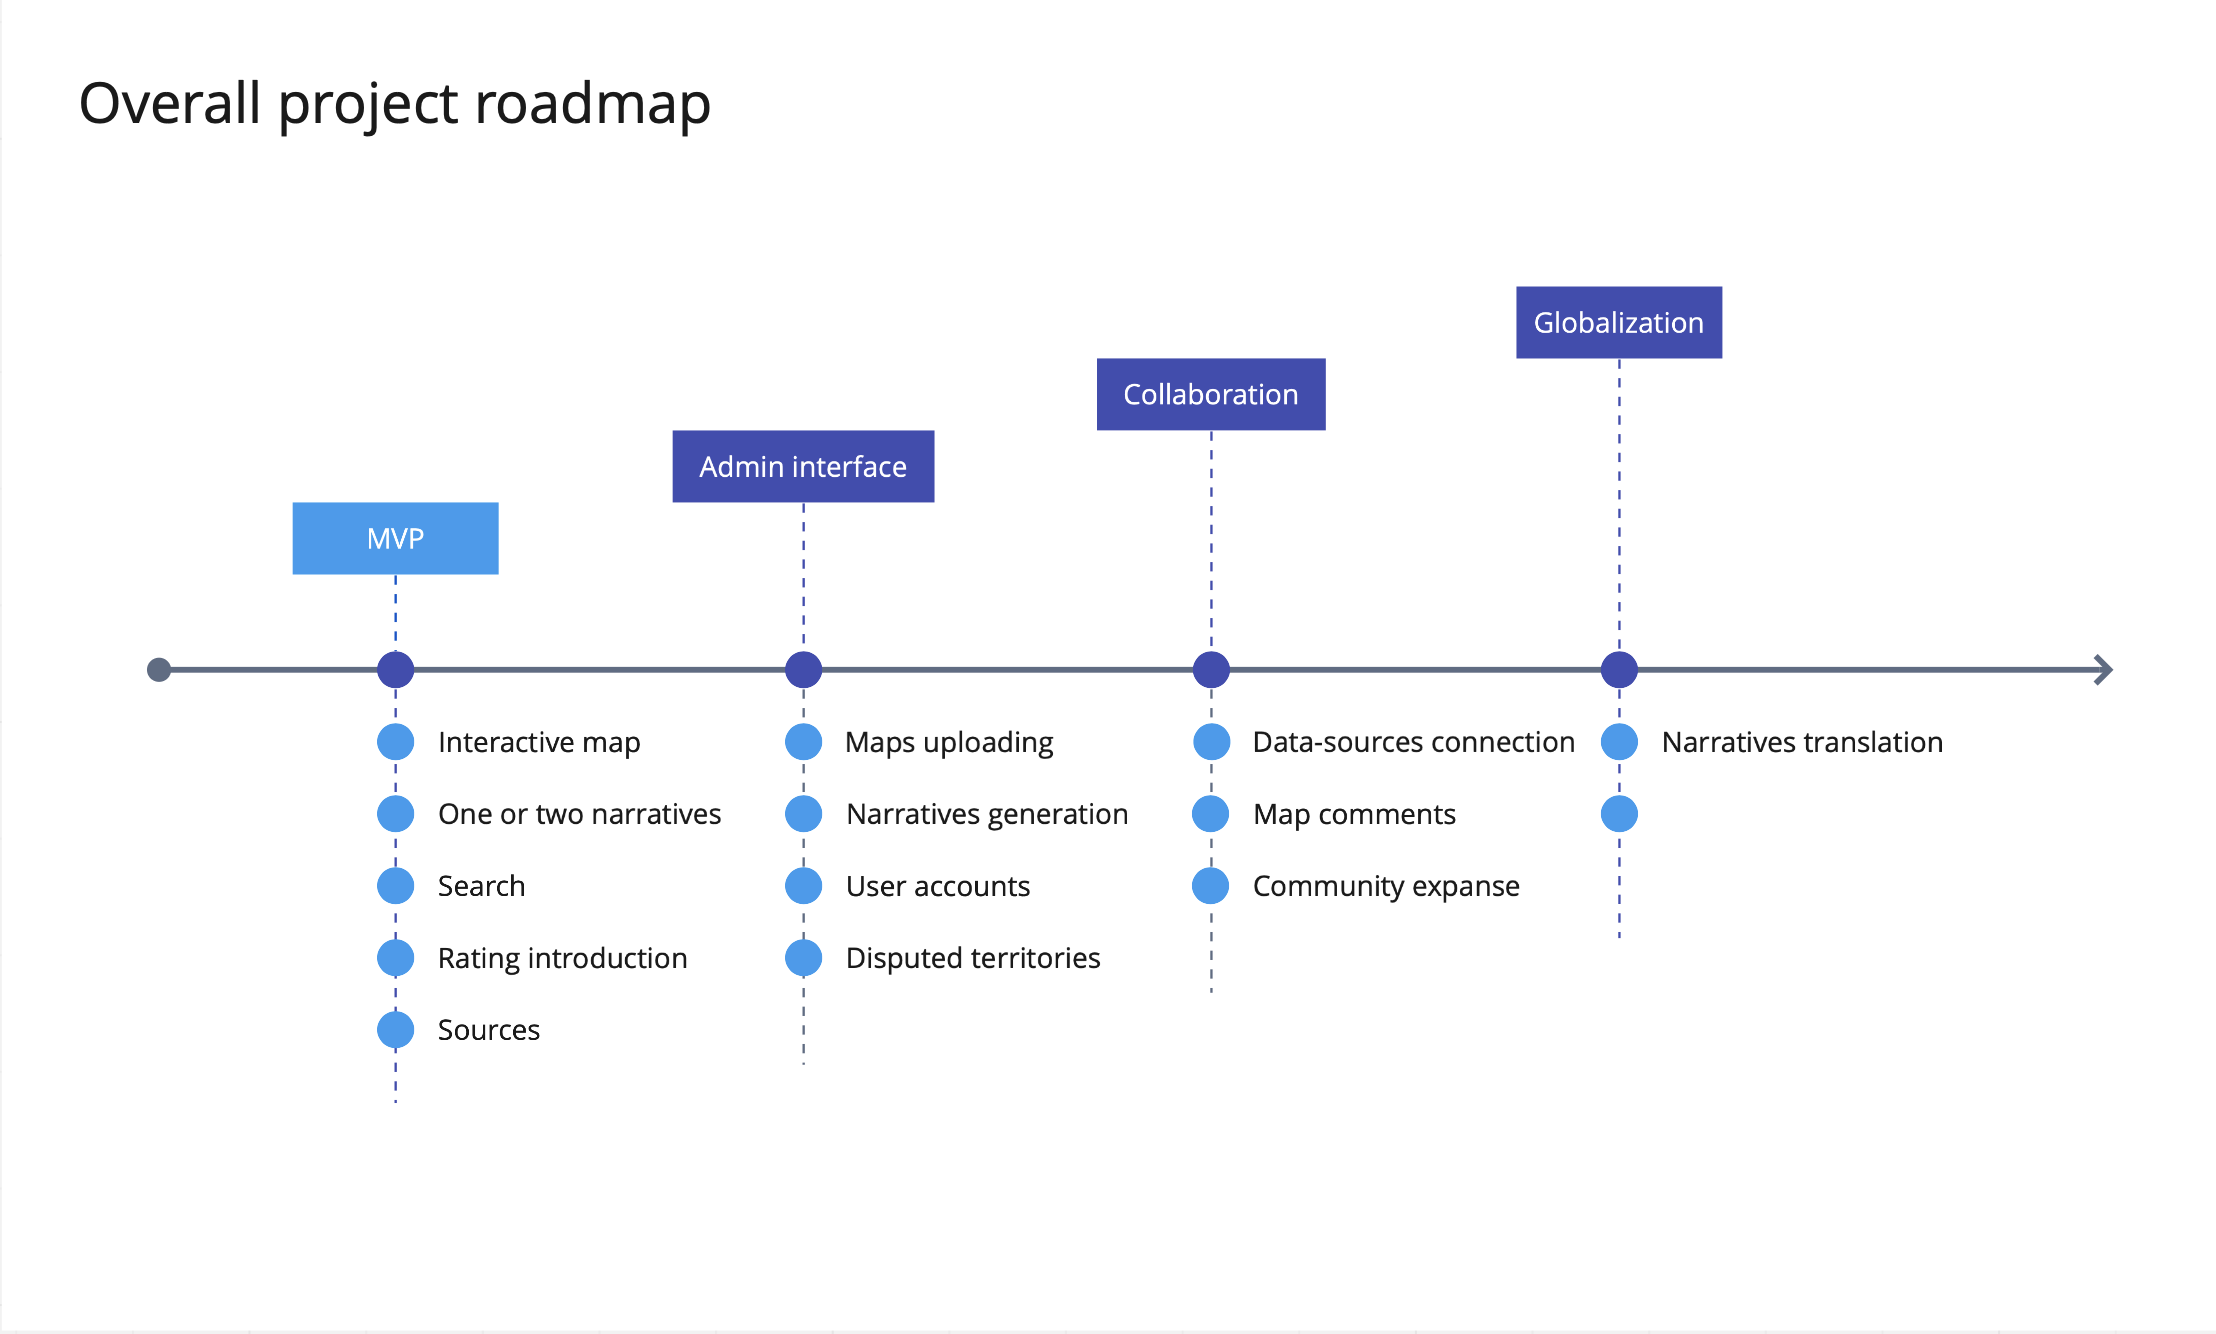 Overall project roadmap
Globalization
Collaboration
Admin interface
MVP
Interactive map
One or two narratives
Search
Rating introduction
Sources
Maps uploading
Narratives generation
User accounts
Disputed territories
Data-sources connection
Map comments
Community expanse
Narratives translation